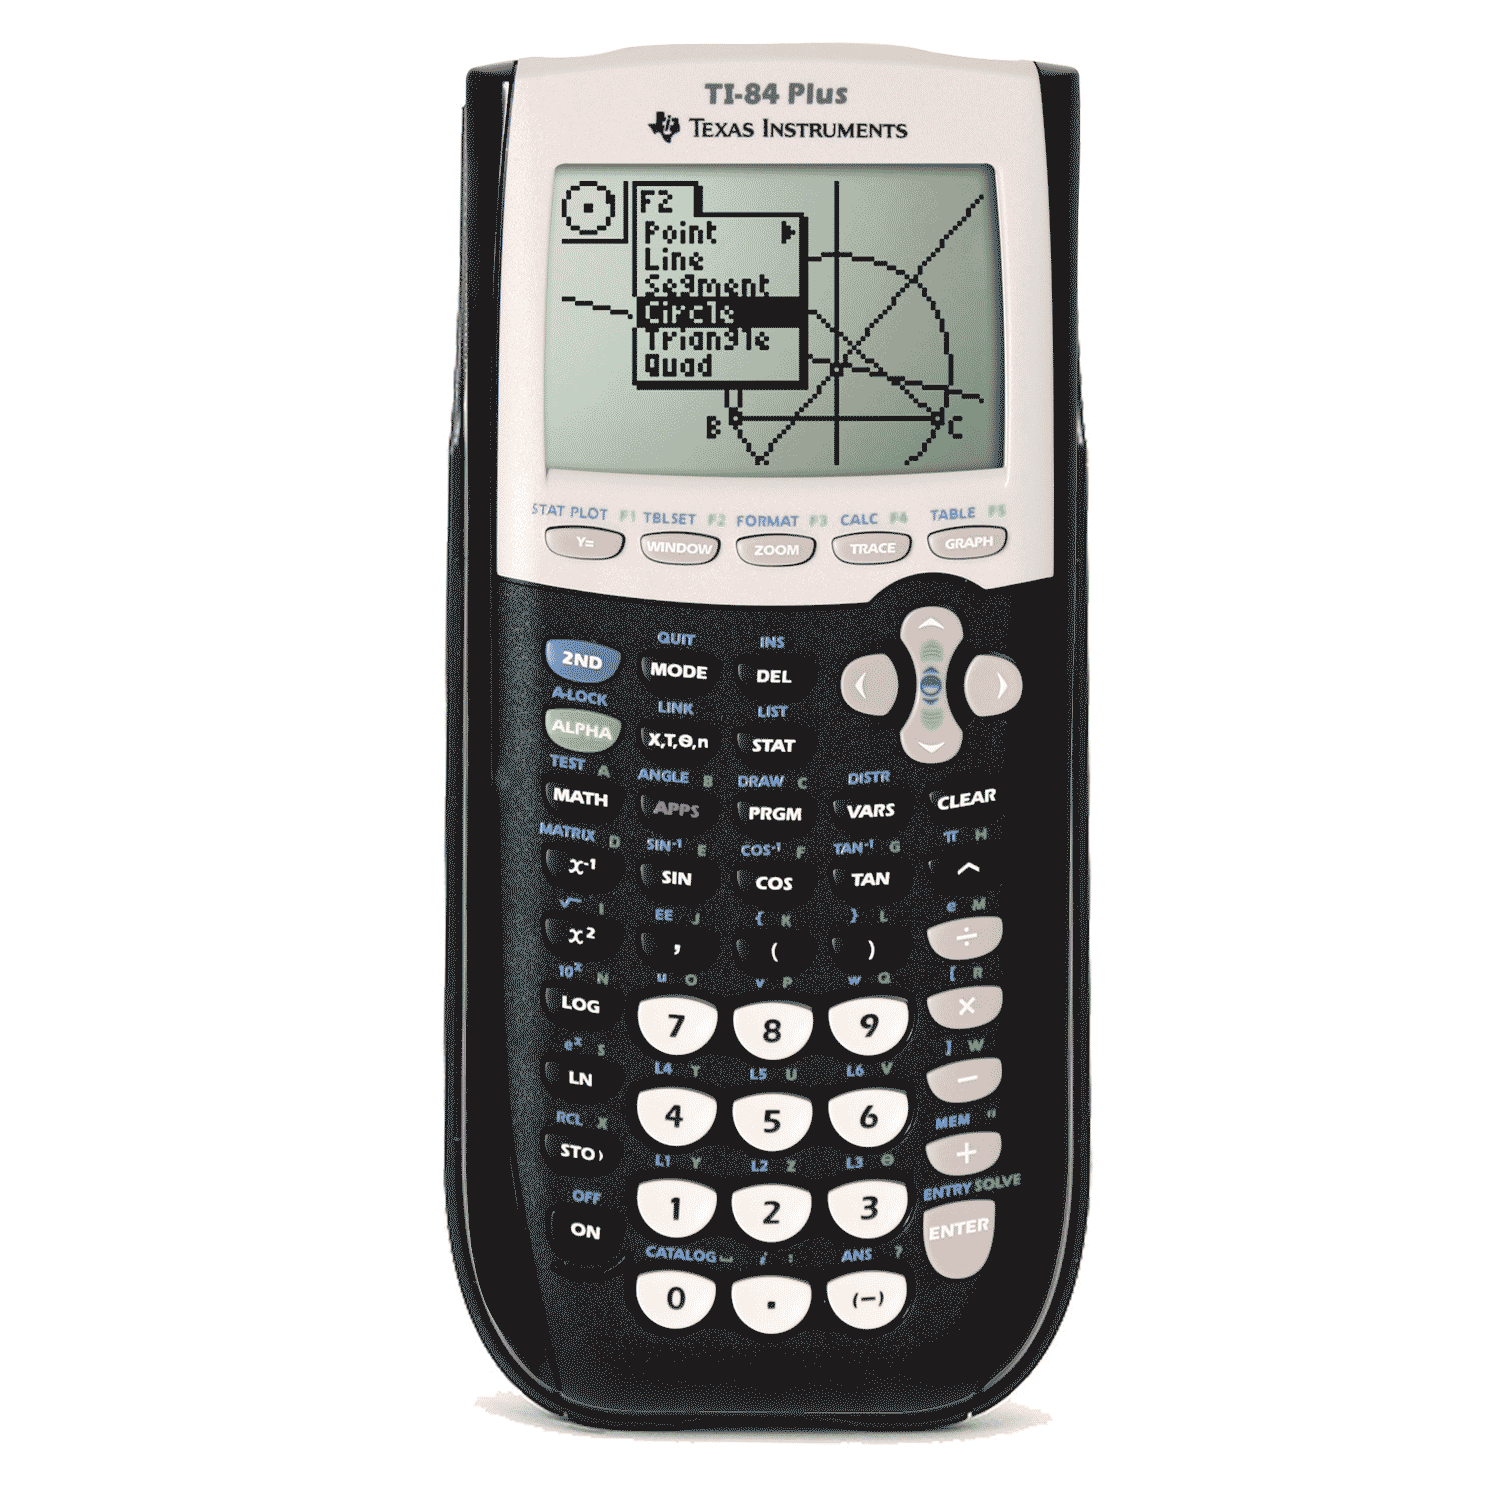 TI-84 Plus
TEXAS INSTRUMENTS
F2
Point
Line
Segment
Circle
Triangle
Quad
B C
STAT PLOT F1 TBLSET F2 FORMAT F3 CALC F4 TABLE F5
Y= WINDOW ZOOM TRACE GRAPH
QUIT INS
2ND MODE DEL
A-LOCK LINK LIST
ALPHA X,T,Θ,n STAT
TEST A ANGLE B DRAW C DISTR
MATH APPS PRGM VARS CLEAR
MATRIX D SIN⁻¹ E COS⁻¹ F TAN⁻¹ G π H
x⁻¹ SIN COS TAN ^
√ I EE J { K } L e M
x² , ( ) ÷
10ˣ N u O v P w Q [ R
LOG 7 8 9 ×
eˣ S L4 T L5 U L6 V ] W
LN 4 5 6 −
RCL X L1 Y L2 Z L3 θ MEM "
STO› 1 2 3 +
OFF CATALOG ⎵ i : ANS ? ENTRY SOLVE
ON 0 . (−) ENTER